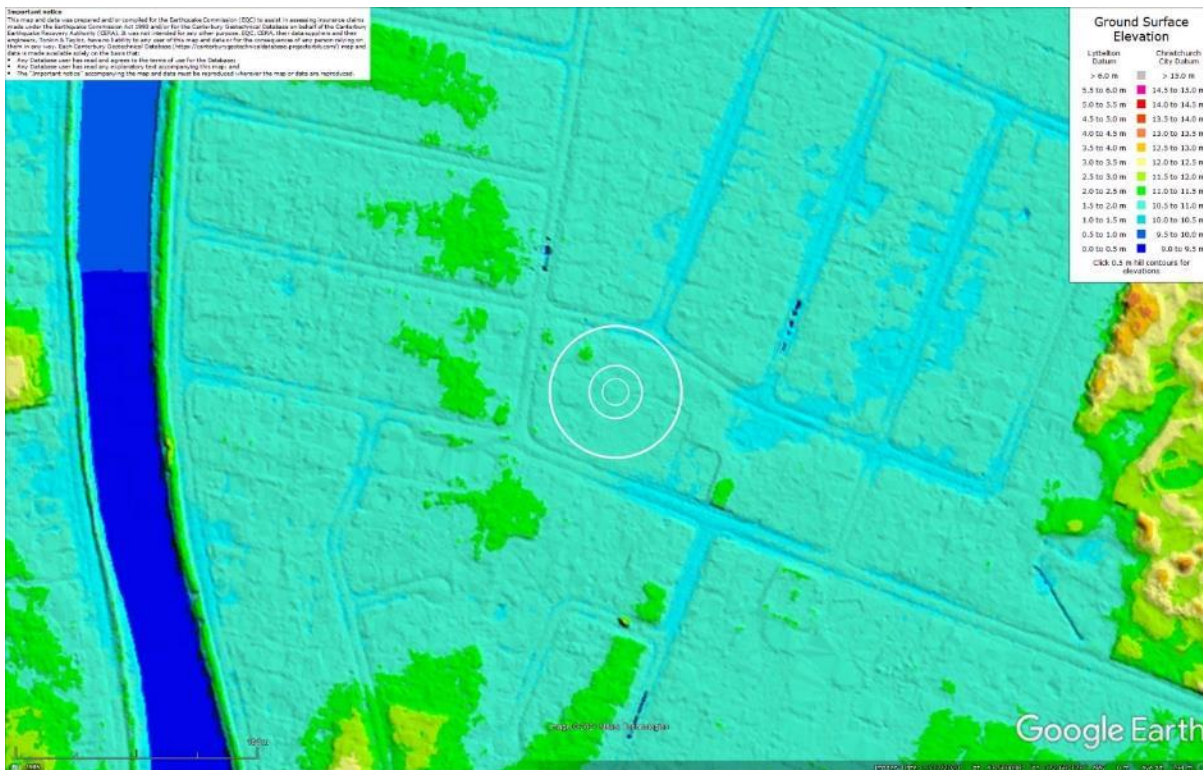 Important notice
This map and data was prepared and/or compiled for the Earthquake Commission (EQC) to assist in assessing insurance claims
made under the Earthquake Commission Act 1993 and/or for the Canterbury Geotechnical Database on behalf of the Canterbury
Earthquake Recovery Authority (CERA). It was not intended for any other purpose. EQC, CERA, their data suppliers and their
engineers, Tonkin & Taylor, have no liability to any user of this map and data or for the consequences of any person relying on
them in any way. Each Canterbury Geotechnical Database (https://canterburygeotechnicaldatabase.projectorbit.com/) map and
data is made available solely on the basis that:
• Any Database user has read and agrees to the terms of use for the Database;
• Any Database user has read any explanatory text accompanying this map; and
• The "Important notice" accompanying the map and data must be reproduced wherever the map or data are reproduced.
Ground Surface
Elevation
Lyttelton Christchurch
Datum City Datum
> 6.0 m > 15.0 m
5.5 to 6.0 m 14.5 to 15.0 m
5.0 to 5.5 m 14.0 to 14.5 m
4.5 to 5.0 m 13.5 to 14.0 m
4.0 to 4.5 m 13.0 to 13.5 m
3.5 to 4.0 m 12.5 to 13.0 m
3.0 to 3.5 m 12.0 to 12.5 m
2.5 to 3.0 m 11.5 to 12.0 m
2.0 to 2.5 m 11.0 to 11.5 m
1.5 to 2.0 m 10.5 to 11.0 m
1.0 to 1.5 m 10.0 to 10.5 m
0.5 to 1.0 m 9.5 to 10.0 m
0.0 to 0.5 m 9.0 to 9.5 m
Click 0.5 m hill contours for
elevations
Google Earth